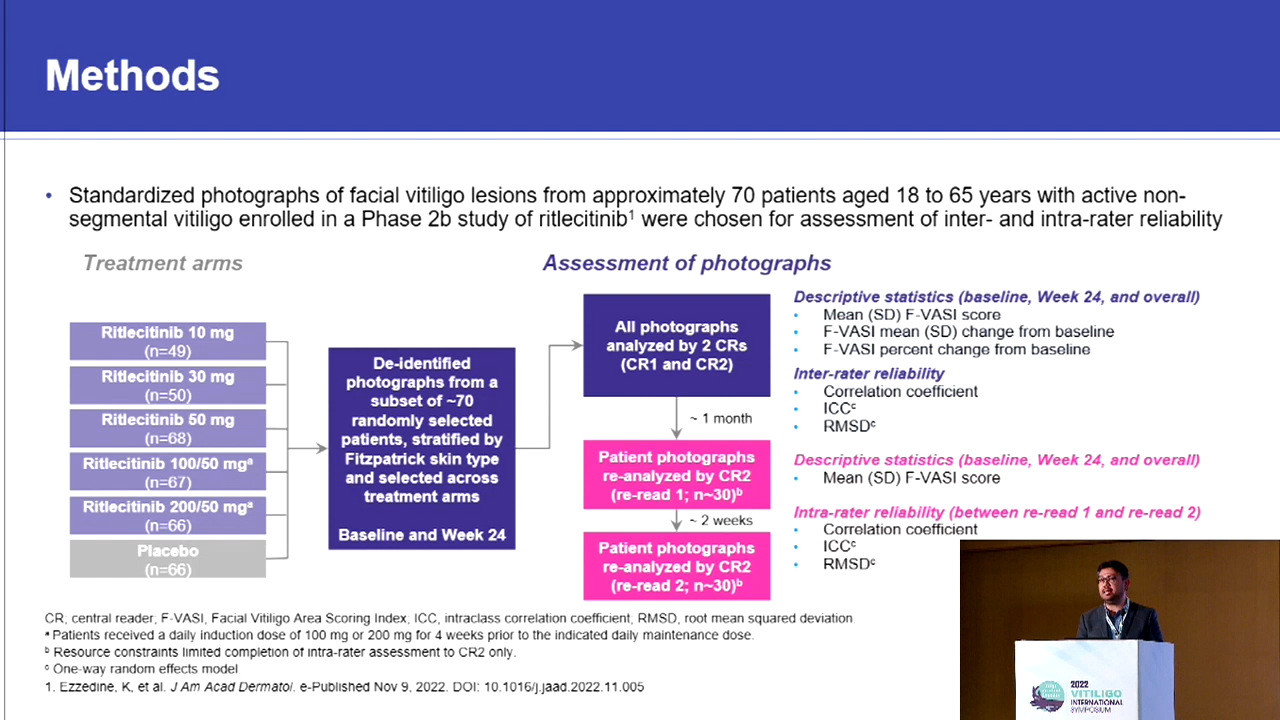 Methods
• Standardized photographs of facial vitiligo lesions from approximately 70 patients aged 18 to 65 years with active non-
segmental vitiligo enrolled in a Phase 2b study of ritlecitinib¹ were chosen for assessment of inter- and intra-rater reliability
Treatment arms
Ritlecitinib 10 mg
(n=49)
Ritlecitinib 30 mg
(n=50)
Ritlecitinib 50 mg
(n=68)
Ritlecitinib 100/50 mgᵃ
(n=67)
Ritlecitinib 200/50 mgᵃ
(n=66)
Placebo
(n=66)
De-identified
photographs from a
subset of ~70
randomly selected
patients, stratified by
Fitzpatrick skin type
and selected across
treatment arms
Baseline and Week 24
Assessment of photographs
All photographs
analyzed by 2 CRs
(CR1 and CR2)
~ 1 month
Patient photographs
re-analyzed by CR2
(re-read 1; n~30)ᵇ
~ 2 weeks
Patient photographs
re-analyzed by CR2
(re-read 2; n~30)ᵇ
Descriptive statistics (baseline, Week 24, and overall)
• Mean (SD) F-VASI score
• F-VASI mean (SD) change from baseline
• F-VASI percent change from baseline
Inter-rater reliability
• Correlation coefficient
• ICCᶜ
• RMSDᶜ
Descriptive statistics (baseline, Week 24, and overall)
• Mean (SD) F-VASI score
Intra-rater reliability (between re-read 1 and re-read 2)
• Correlation coefficient
• ICCᶜ
• RMSDᶜ
CR, central reader; F-VASI, Facial Vitiligo Area Scoring Index; ICC, intraclass correlation coefficient; RMSD, root mean squared deviation
ᵃ Patients received a daily induction dose of 100 mg or 200 mg for 4 weeks prior to the indicated daily maintenance dose.
ᵇ Resource constraints limited completion of intra-rater assessment to CR2 only.
ᶜ One-way random effects model
1. Ezzedine, K, et al. J Am Acad Dermatol. e-Published Nov 9, 2022. DOI: 10.1016/j.jaad.2022.11.005
2022
VITILIGO
INTERNATIONAL
SYMPOSIUM